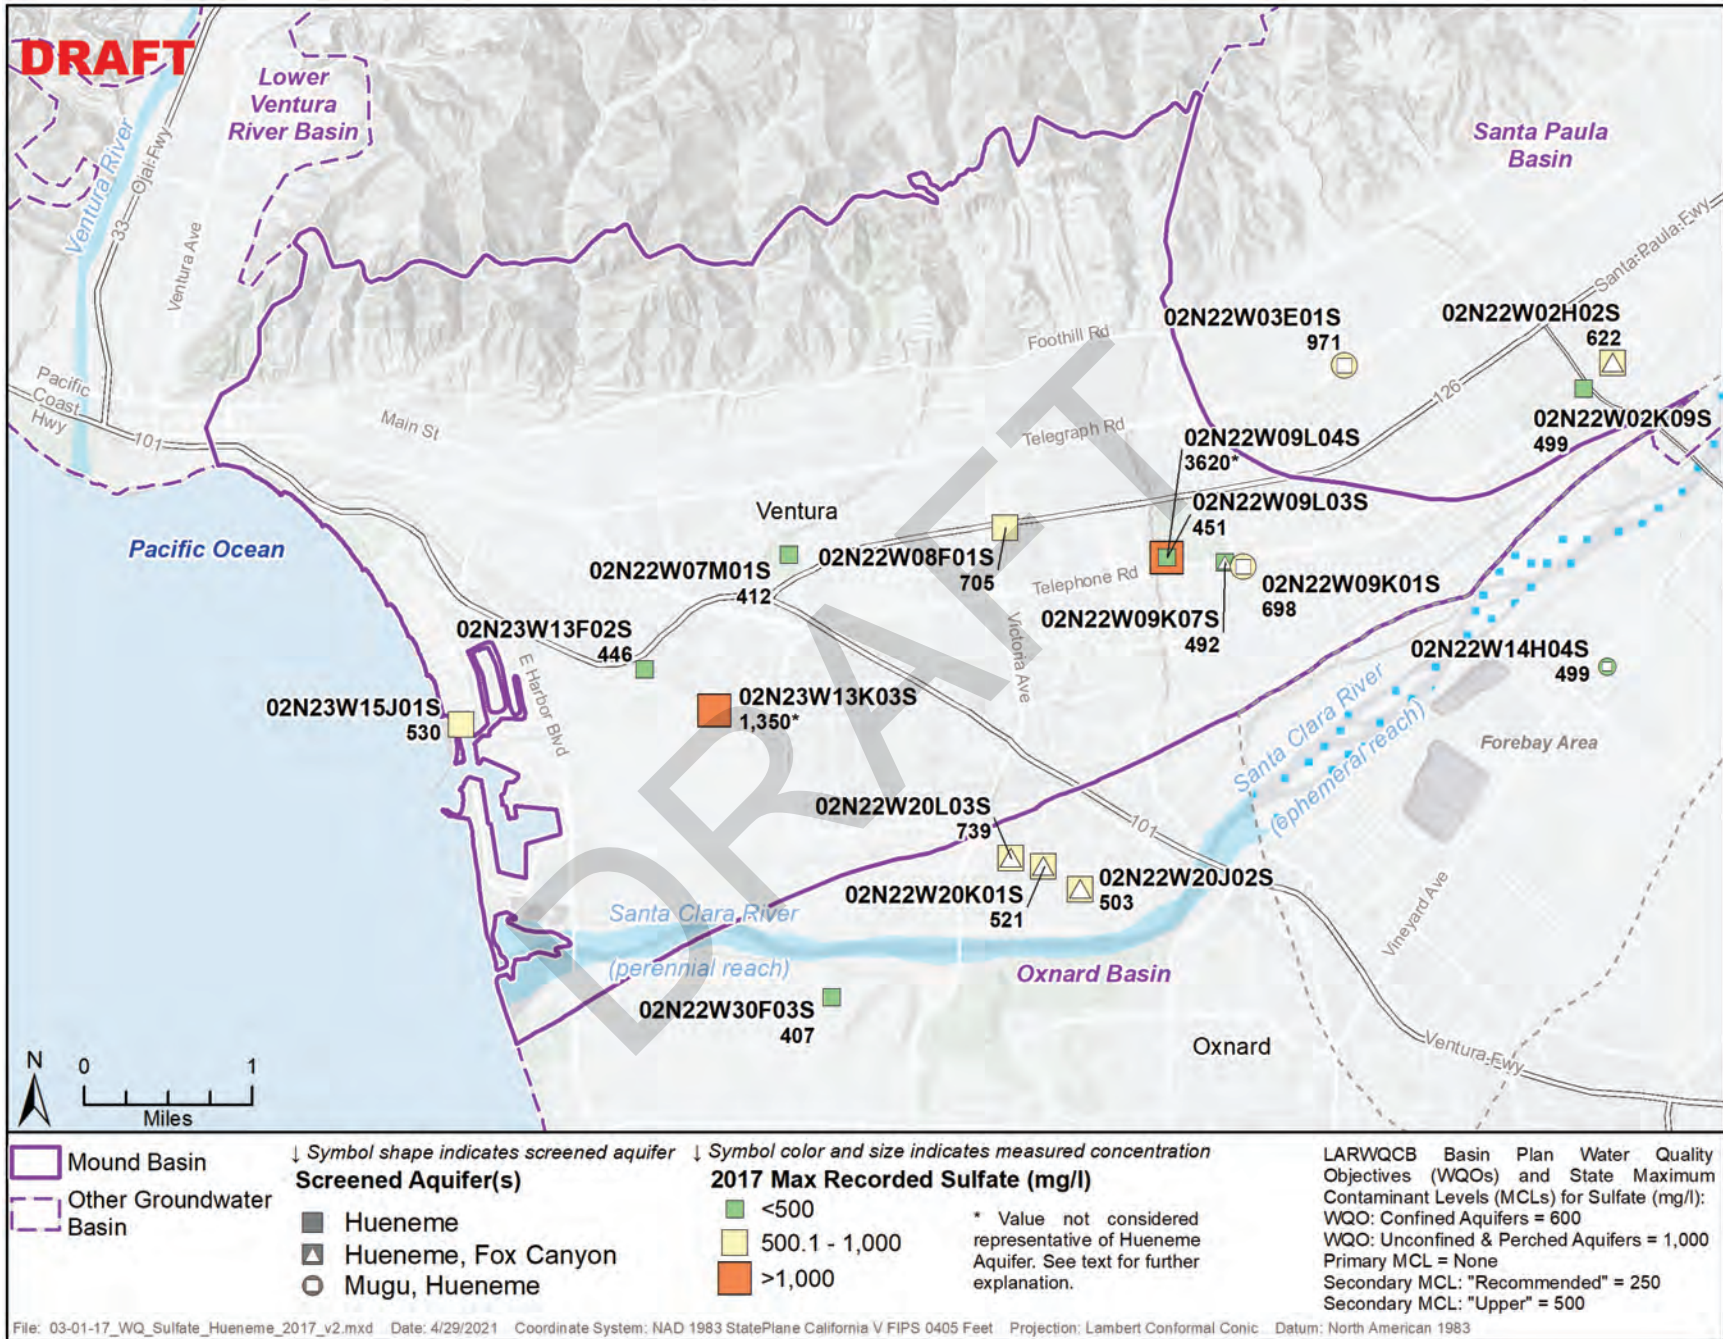 DRAFT
Lower
Ventura
River Basin
Santa Paula
Basin
Ventura River
33
Ojai Fwy
Ventura Ave
Santa Paula Fwy
02N22W03E01S
971
02N22W02H02S
622
Foothill Rd
Pacific
Coast
Hwy
101
Main St
Telegraph Rd
126
02N22W02K09S
499
02N22W09L04S
3620*
02N22W09L03S
451
Ventura
Pacific Ocean
02N22W07M01S
412
02N22W08F01S
705
Telephone Rd
02N22W09K01S
698
02N22W09K07S
492
02N23W13F02S
446
E Harbor Blvd
Victoria Ave
02N22W14H04S
499
02N23W15J01S
530
02N23W13K03S
1,350*
Santa Clara River
(ephemeral reach)
Forebay Area
02N22W20L03S
739
101
02N22W20K01S
521
02N22W20J02S
503
Vineyard Ave
Santa Clara River
(perennial reach)
Oxnard Basin
02N22W30F03S
407
Oxnard
Ventura Fwy
DRAFT
N
0 1
Miles
Mound Basin
Other Groundwater
Basin
↓ Symbol shape indicates screened aquifer
Screened Aquifer(s)
Hueneme
Hueneme, Fox Canyon
Mugu, Hueneme
↓ Symbol color and size indicates measured concentration
2017 Max Recorded Sulfate (mg/l)
<500
500.1 - 1,000
>1,000
* Value not considered
representative of Hueneme
Aquifer. See text for further
explanation.
LARWQCB Basin Plan Water Quality
Objectives (WQOs) and State Maximum
Contaminant Levels (MCLs) for Sulfate (mg/l):
WQO: Confined Aquifers = 600
WQO: Unconfined & Perched Aquifers = 1,000
Primary MCL = None
Secondary MCL: "Recommended" = 250
Secondary MCL: "Upper" = 500
File: 03-01-17_WQ_Sulfate_Hueneme_2017_v2.mxd Date: 4/29/2021 Coordinate System: NAD 1983 StatePlane California V FIPS 0405 Feet Projection: Lambert Conformal Conic Datum: North American 1983